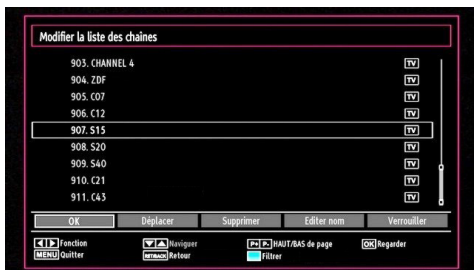 Modifier la liste des chaînes
903. CHANNEL 4 TV
904. ZDF TV
905. C07 TV
906. C12 TV
907. S15 TV
908. S20 TV
909. S40 TV
910. C21 TV
911. C43 TV
OK Déplacer Supprimer Editer nom Verrouiller
Fonction Naviguer P+ P- HAUT/BAS de page OK Regarder
MENU Quitter RET/BACK Retour Filtrer